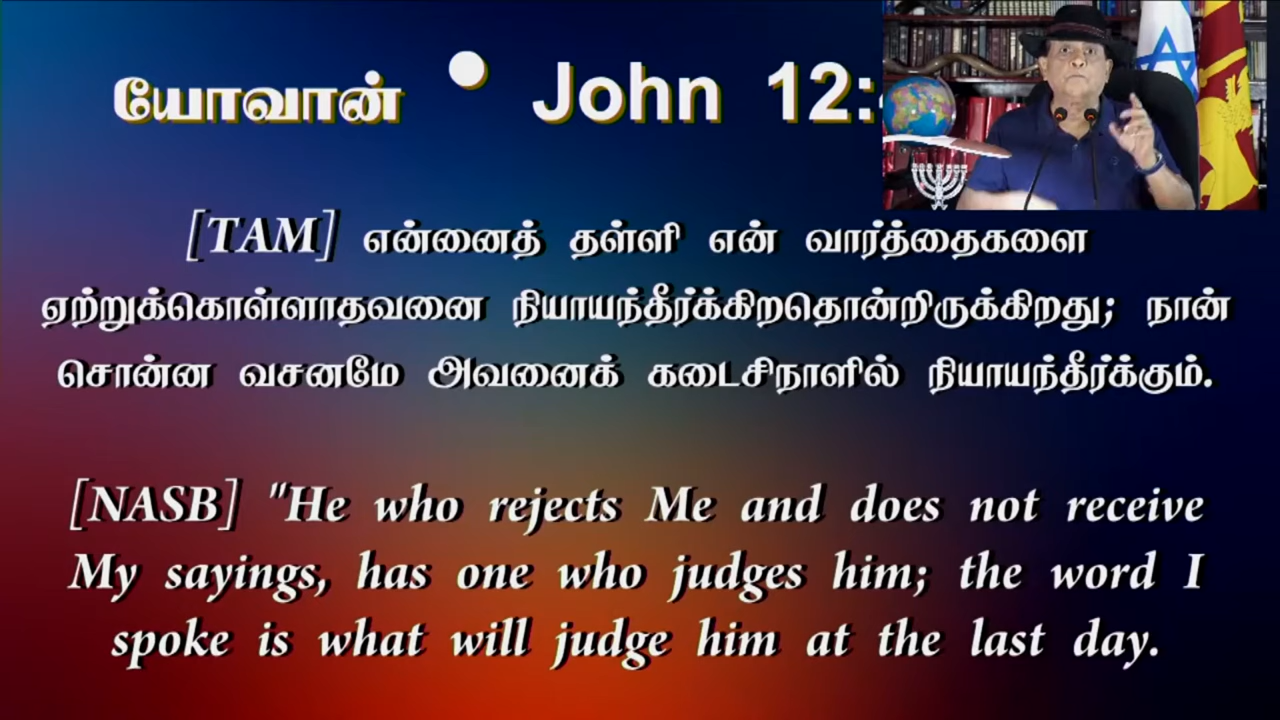 யோவான் • John 12:
[TAM] என்னைத் தள்ளி என் வார்த்தைகளை
ஏற்றுக்கொள்ளாதவனை நியாயந்தீர்க்கிறதொன்றிருக்கிறது; நான்
சொன்ன வசனமே அவனைக் கடைசிநாளில் நியாயந்தீர்க்கும்.
[NASB] "He who rejects Me and does not receive
My sayings, has one who judges him; the word I
spoke is what will judge him at the last day.